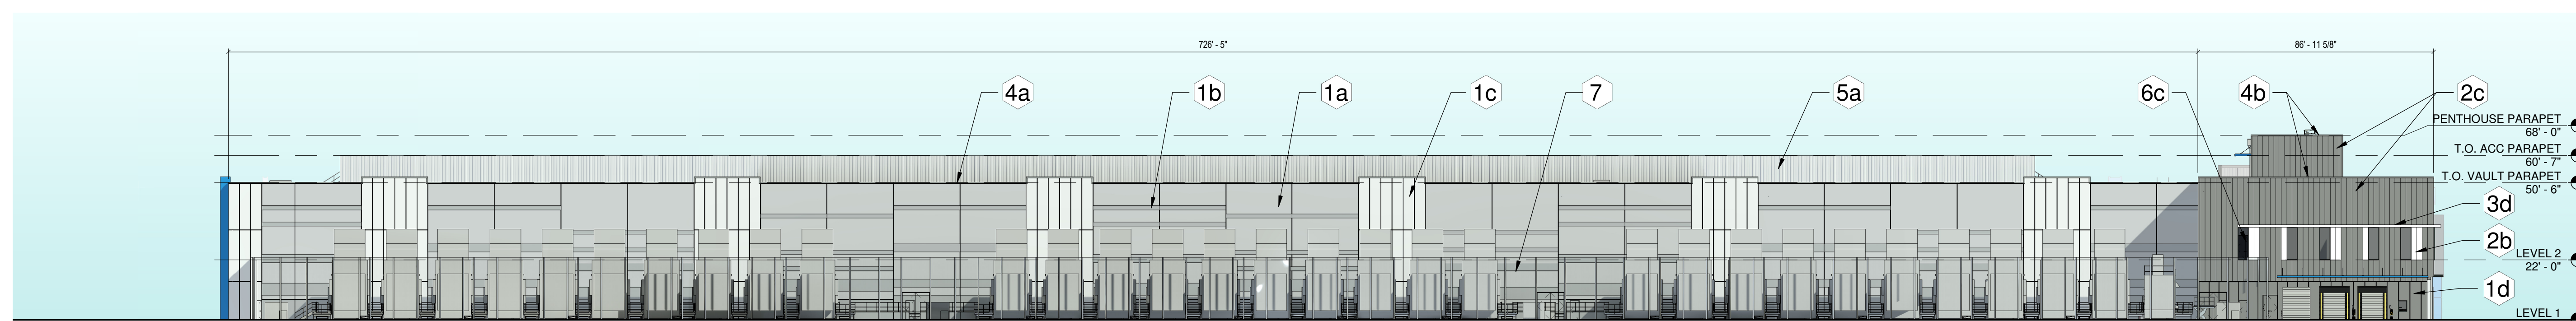 726' - 5"
86' - 11 5/8"
4a
1b
1a
1c
7
5a
6c
4b
2c
PENTHOUSE PARAPET
68' - 0"
T.O. ACC PARAPET
60' - 7"
T.O. VAULT PARAPET
50' - 6"
3d
2b
LEVEL 2
22' - 0"
1d
LEVEL 1